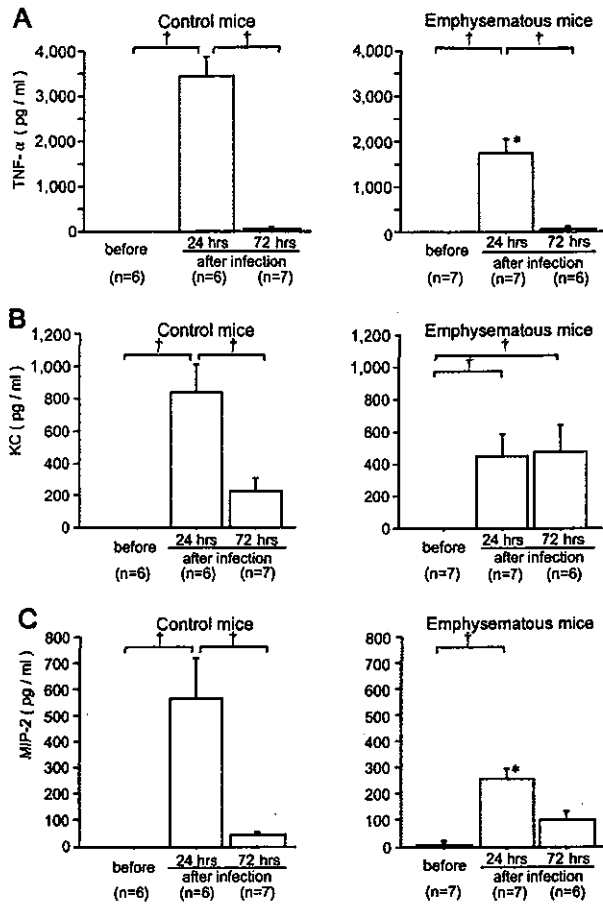 A
Control mice
Emphysematous mice
† †
† †
TNF-α ( pg / ml )
4,000
3,000
2,000
1,000
0
4,000
3,000
2,000
1,000
0
*
before 24 hrs 72 hrs
after infection
(n=6) (n=6) (n=7)
before 24 hrs 72 hrs
after infection
(n=7) (n=7) (n=6)
B
Control mice
Emphysematous mice
† †
†
†
KC ( pg / ml )
1,200
1,000
800
600
400
200
0
1,200
1,000
800
600
400
200
0
before 24 hrs 72 hrs
after infection
(n=6) (n=6) (n=7)
before 24 hrs 72 hrs
after infection
(n=7) (n=7) (n=6)
C
Control mice
Emphysematous mice
† †
†
MIP-2 ( pg / ml )
800
700
600
500
400
300
200
100
0
800
700
600
500
400
300
200
100
0
*
before 24 hrs 72 hrs
after infection
(n=6) (n=6) (n=7)
before 24 hrs 72 hrs
after infection
(n=7) (n=7) (n=6)